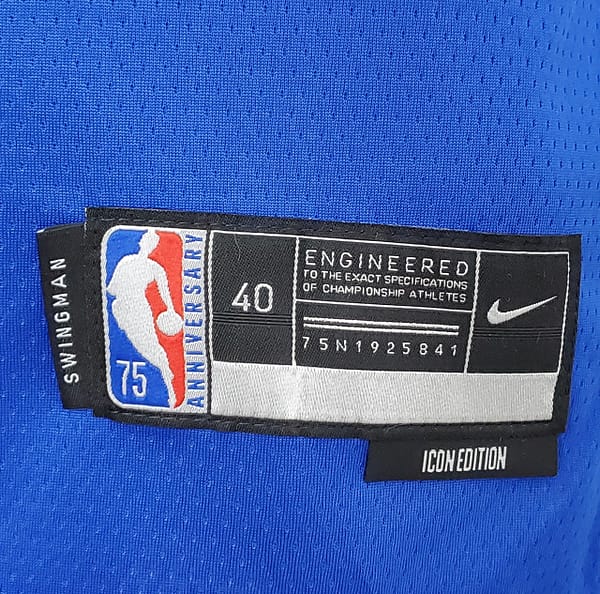 SWINGMAN
75
ANNIVERSARY
40
ENGINEERED
TO THE EXACT SPECIFICATIONS
OF CHAMPIONSHIP ATHLETES
75N1925841
ICON EDITION